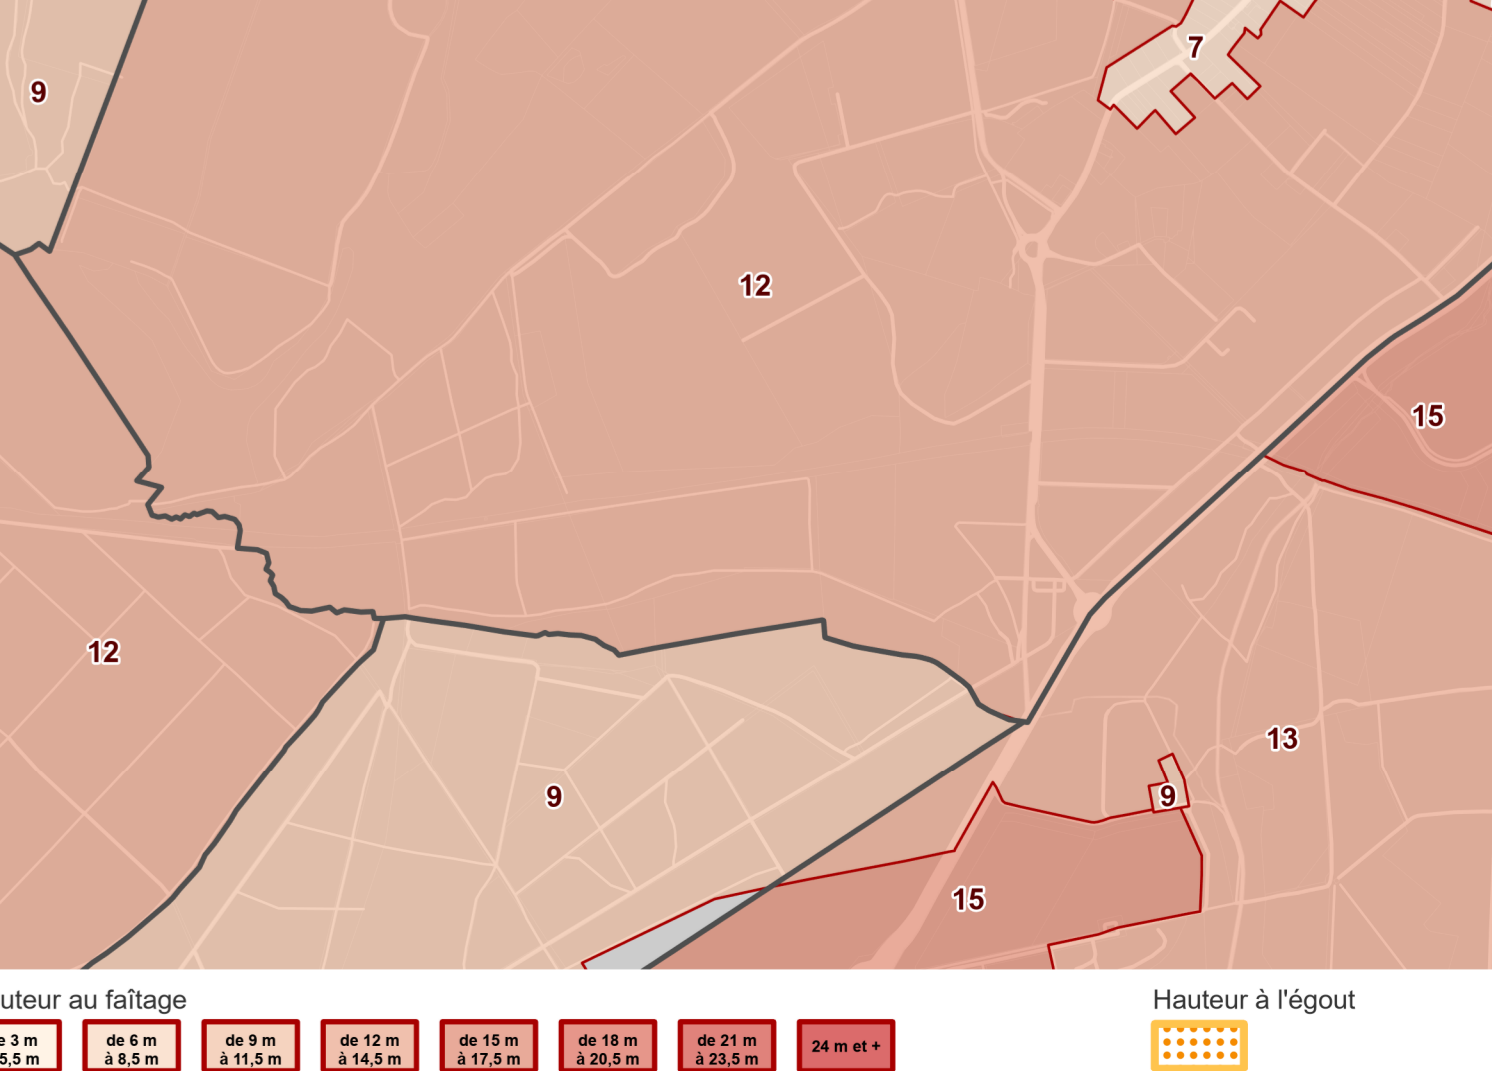 7
9
12
15
12
13
9
9
15
uteur au faîtage
Hauteur à l'égout
e 3 m
5,5 m
de 6 m
à 8,5 m
de 9 m
à 11,5 m
de 12 m
à 14,5 m
de 15 m
à 17,5 m
de 18 m
à 20,5 m
de 21 m
à 23,5 m
24 m et +